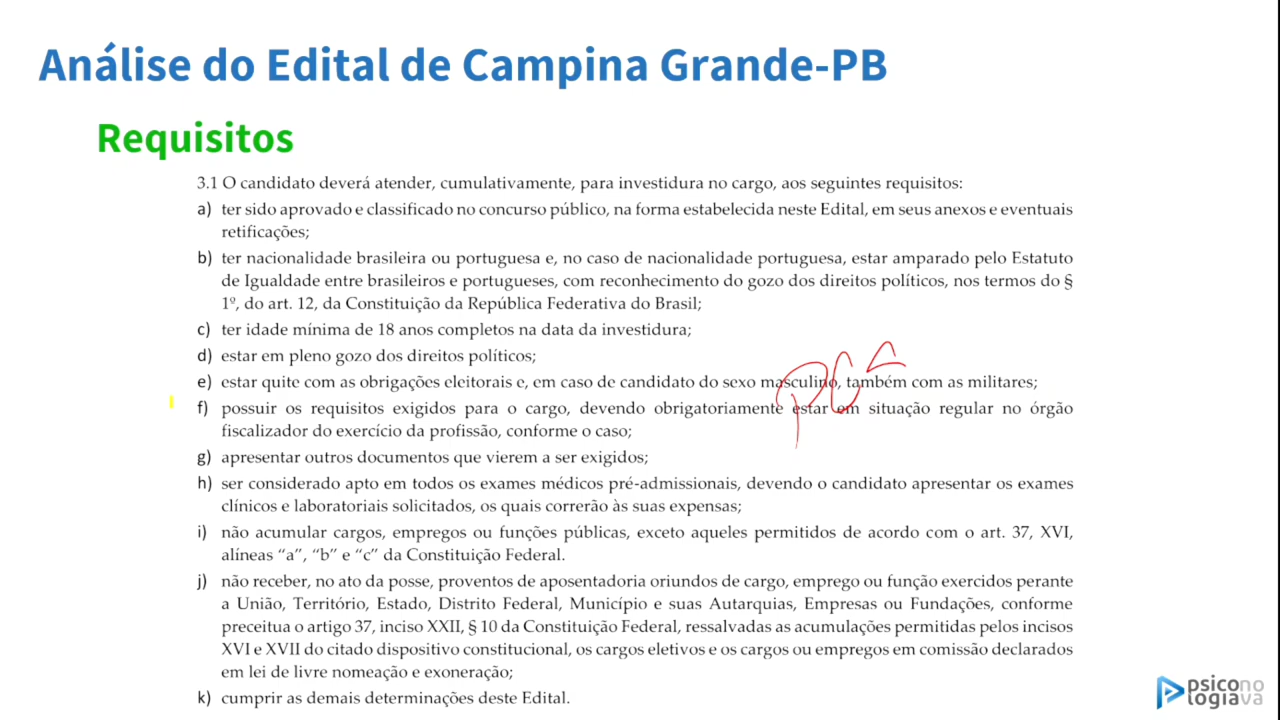 Análise do Edital de Campina Grande-PB
Requisitos
3.1 O candidato deverá atender, cumulativamente, para investidura no cargo, aos seguintes requisitos:
a) ter sido aprovado e classificado no concurso público, na forma estabelecida neste Edital, em seus anexos e eventuais
retificações;
b) ter nacionalidade brasileira ou portuguesa e, no caso de nacionalidade portuguesa, estar amparado pelo Estatuto
de Igualdade entre brasileiros e portugueses, com reconhecimento do gozo dos direitos políticos, nos termos do §
1º, do art. 12, da Constituição da República Federativa do Brasil;
c) ter idade mínima de 18 anos completos na data da investidura;
d) estar em pleno gozo dos direitos políticos;
e) estar quite com as obrigações eleitorais e, em caso de candidato do sexo masculino, também com as militares;
f) possuir os requisitos exigidos para o cargo, devendo obrigatoriamente estar em situação regular no órgão
fiscalizador do exercício da profissão, conforme o caso;
g) apresentar outros documentos que vierem a ser exigidos;
h) ser considerado apto em todos os exames médicos pré-admissionais, devendo o candidato apresentar os exames
clínicos e laboratoriais solicitados, os quais correrão às suas expensas;
i) não acumular cargos, empregos ou funções públicas, exceto aqueles permitidos de acordo com o art. 37, XVI,
alíneas “a”, “b” e “c” da Constituição Federal.
j) não receber, no ato da posse, proventos de aposentadoria oriundos de cargo, emprego ou função exercidos perante
a União, Território, Estado, Distrito Federal, Município e suas Autarquias, Empresas ou Fundações, conforme
preceitua o artigo 37, inciso XXII, § 10 da Constituição Federal, ressalvadas as acumulações permitidas pelos incisos
XVI e XVII do citado dispositivo constitucional, os cargos eletivos e os cargos ou empregos em comissão declarados
em lei de livre nomeação e exoneração;
k) cumprir as demais determinações deste Edital.
psicono
logiava